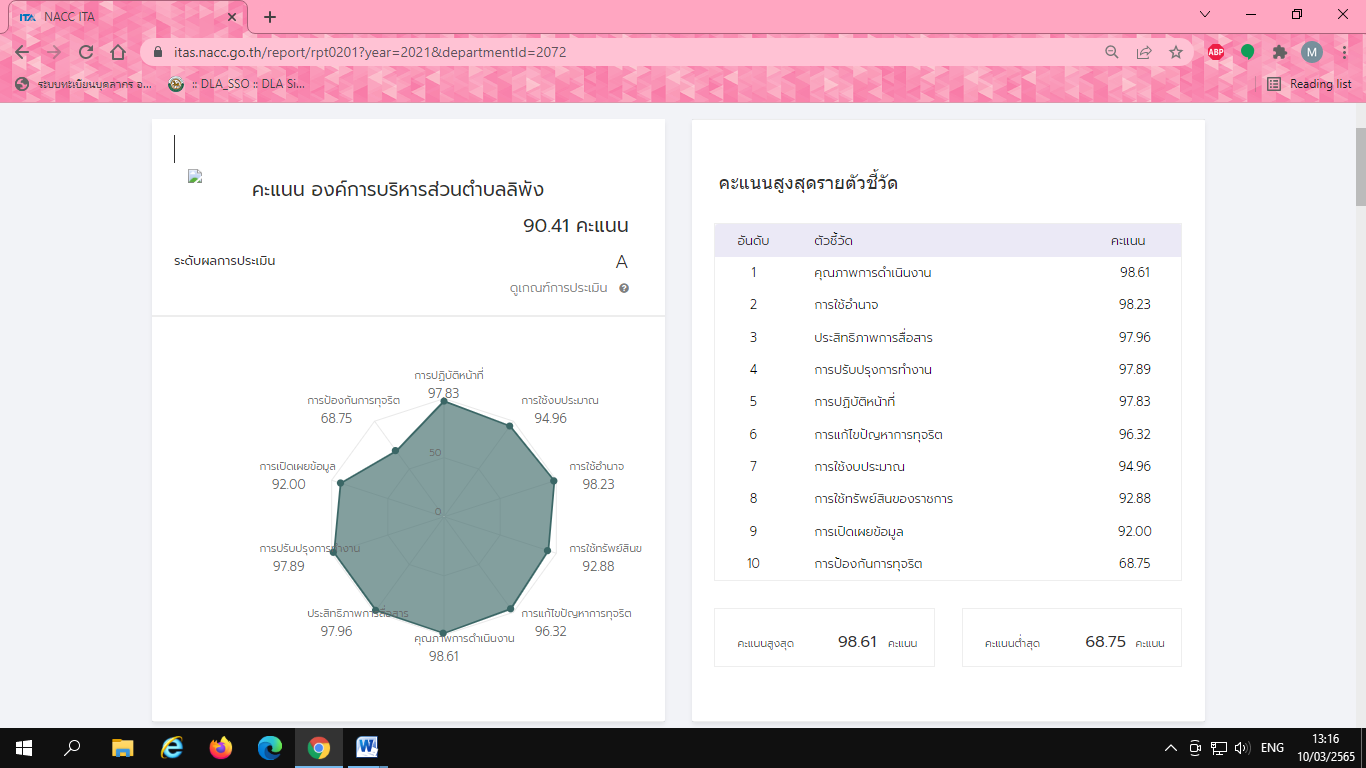 ITA NACC ITA
itas.nacc.go.th/report/rpt0201?year=2021&departmentId=2072
ABP
M
ระบบทะเบียนบุคลากร อ...
:: DLA_SSO :: DLA Si...
Reading list
คะแนน องค์การบริหารส่วนตำบลลิพัง
90.41 คะแนน
ระดับผลการประเมิน
A
ดูเกณฑ์การประเมิน
การปฏิบัติหน้าที่
97.83
การใช้งบประมาณ
94.96
การใช้อำนาจ
98.23
การใช้ทรัพย์สินข
92.88
การแก้ไขปัญหาการทุจริต
96.32
คุณภาพการดำเนินงาน
98.61
ประสิทธิภาพการสื่อสาร
97.96
การปรับปรุงการทำงาน
97.89
การเปิดเผยข้อมูล
92.00
การป้องกันการทุจริต
68.75
50
0
คะแนนสูงสุดรายตัวชี้วัด
อันดับ ตัวชี้วัด คะแนน
1 คุณภาพการดำเนินงาน 98.61
2 การใช้อำนาจ 98.23
3 ประสิทธิภาพการสื่อสาร 97.96
4 การปรับปรุงการทำงาน 97.89
5 การปฏิบัติหน้าที่ 97.83
6 การแก้ไขปัญหาการทุจริต 96.32
7 การใช้งบประมาณ 94.96
8 การใช้ทรัพย์สินของราชการ 92.88
9 การเปิดเผยข้อมูล 92.00
10 การป้องกันการทุจริต 68.75
คะแนนสูงสุด 98.61 คะแนน
คะแนนต่ำสุด 68.75 คะแนน
ENG
13:16
10/03/2565